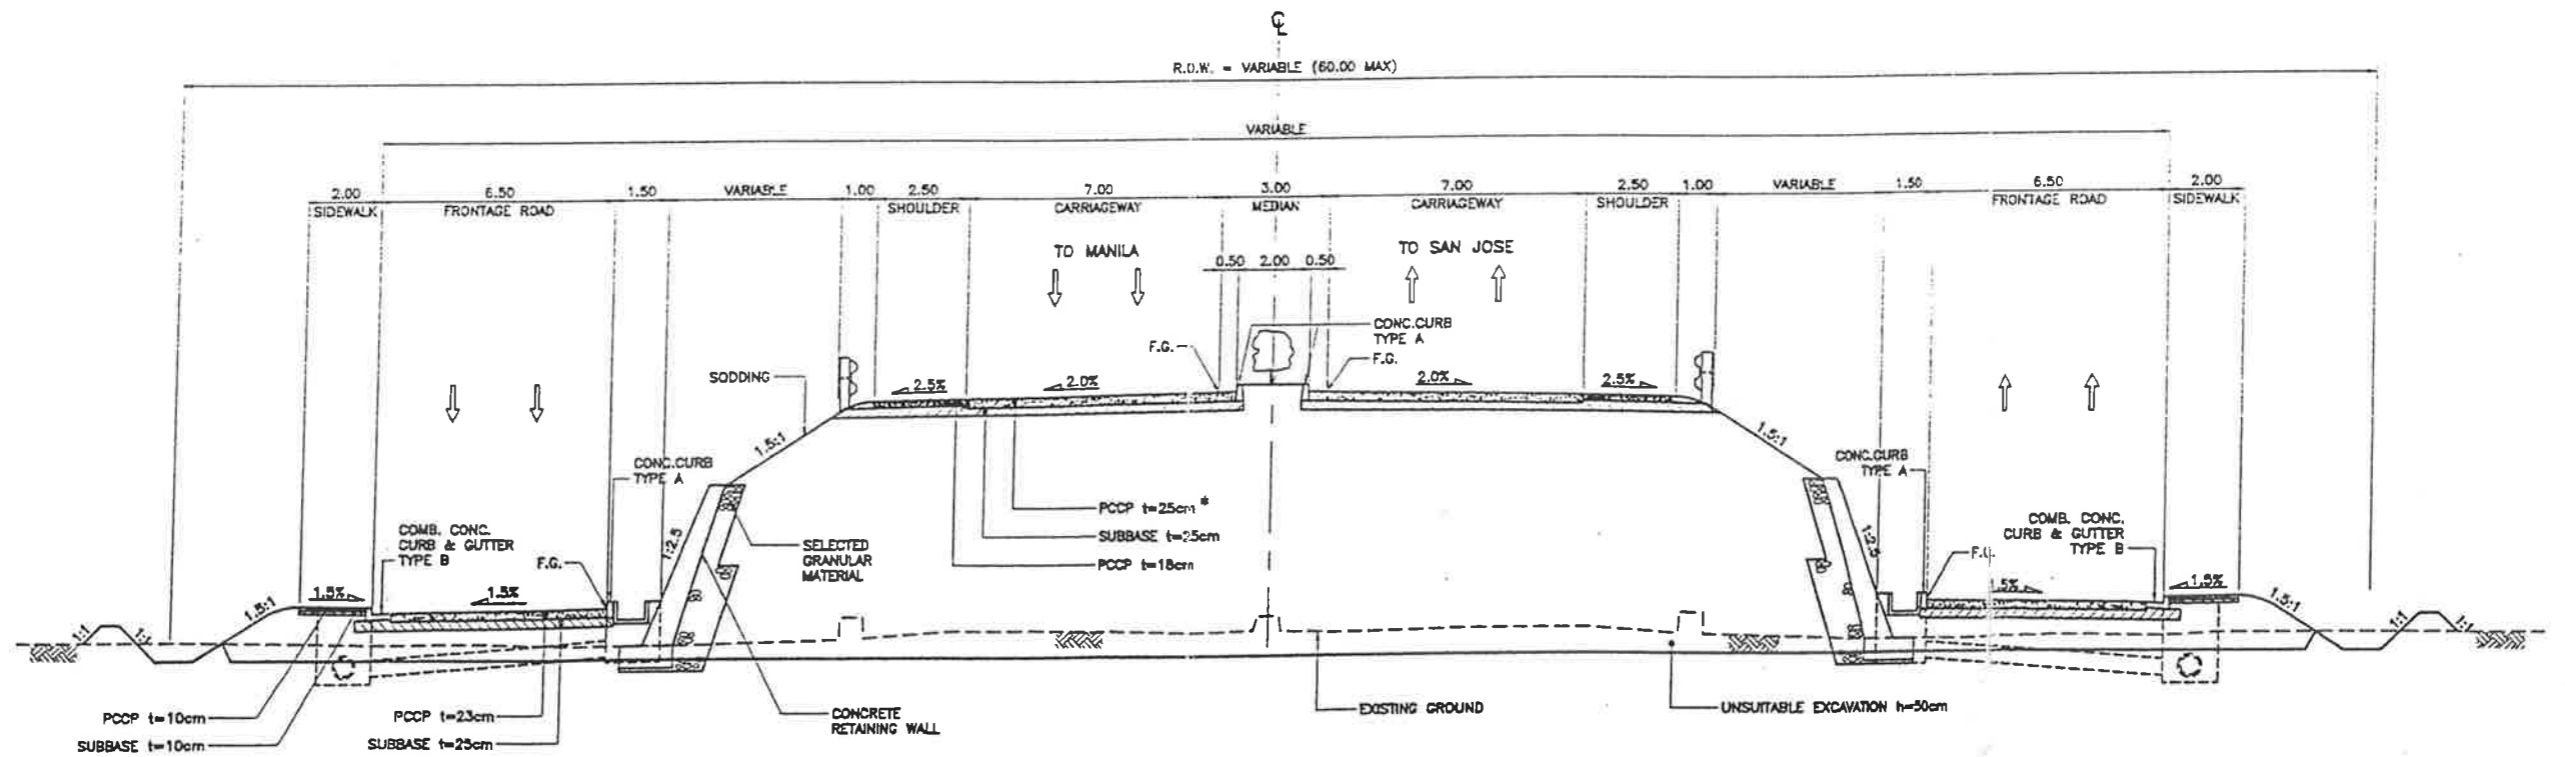 ℄
R.O.W. = VARIABLE (60.00 MAX)
VARIABLE
2.00 6.50 1.50 VARIABLE 1.00 2.50 7.00 3.00 7.00 2.50 1.00 VARIABLE 1.50 6.50 2.00
SIDEWALK FRONTAGE ROAD SHOULDER CARRIAGEWAY MEDIAN CARRIAGEWAY SHOULDER FRONTAGE ROAD SIDEWALK
TO MANILA TO SAN JOSE
0.50 2.00 0.50
CONC.CURB
TYPE A
F.G. F.G.
SODDING
2.5% 2.0% 2.0% 2.5%
1.5:1 1.5:1
CONC.CURB
TYPE A
CONC.CURB
TYPE A
PCCP t=25cm *
SUBBASE t=25cm
PCCP t=18cm
COMB. CONC.
CURB & GUTTER
TYPE B
F.G.
1:2.5
SELECTED
GRANULAR
MATERIAL
1:2.5
F.G.
COMB. CONC.
CURB & GUTTER
TYPE B
1.5% 1.5% 1.5% 1.5%
1:1 1:1 1.5:1 1.5:1 1:1 1:1
PCCP t=10cm
SUBBASE t=10cm
PCCP t=23cm
SUBBASE t=25cm
CONCRETE
RETAINING WALL
EXISTING GROUND
UNSUITABLE EXCAVATION h=50cm